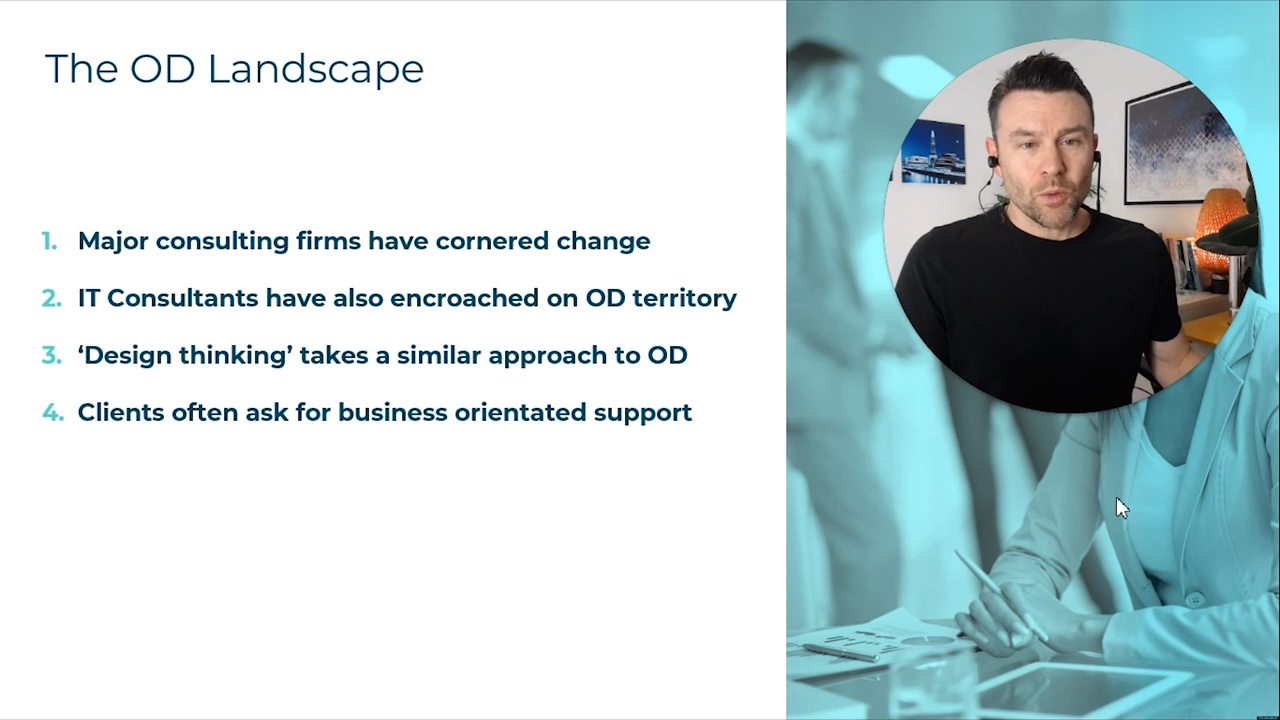 The OD Landscape
1. Major consulting firms have cornered change
2. IT Consultants have also encroached on OD territory
3. ‘Design thinking’ takes a similar approach to OD
4. Clients often ask for business orientated support